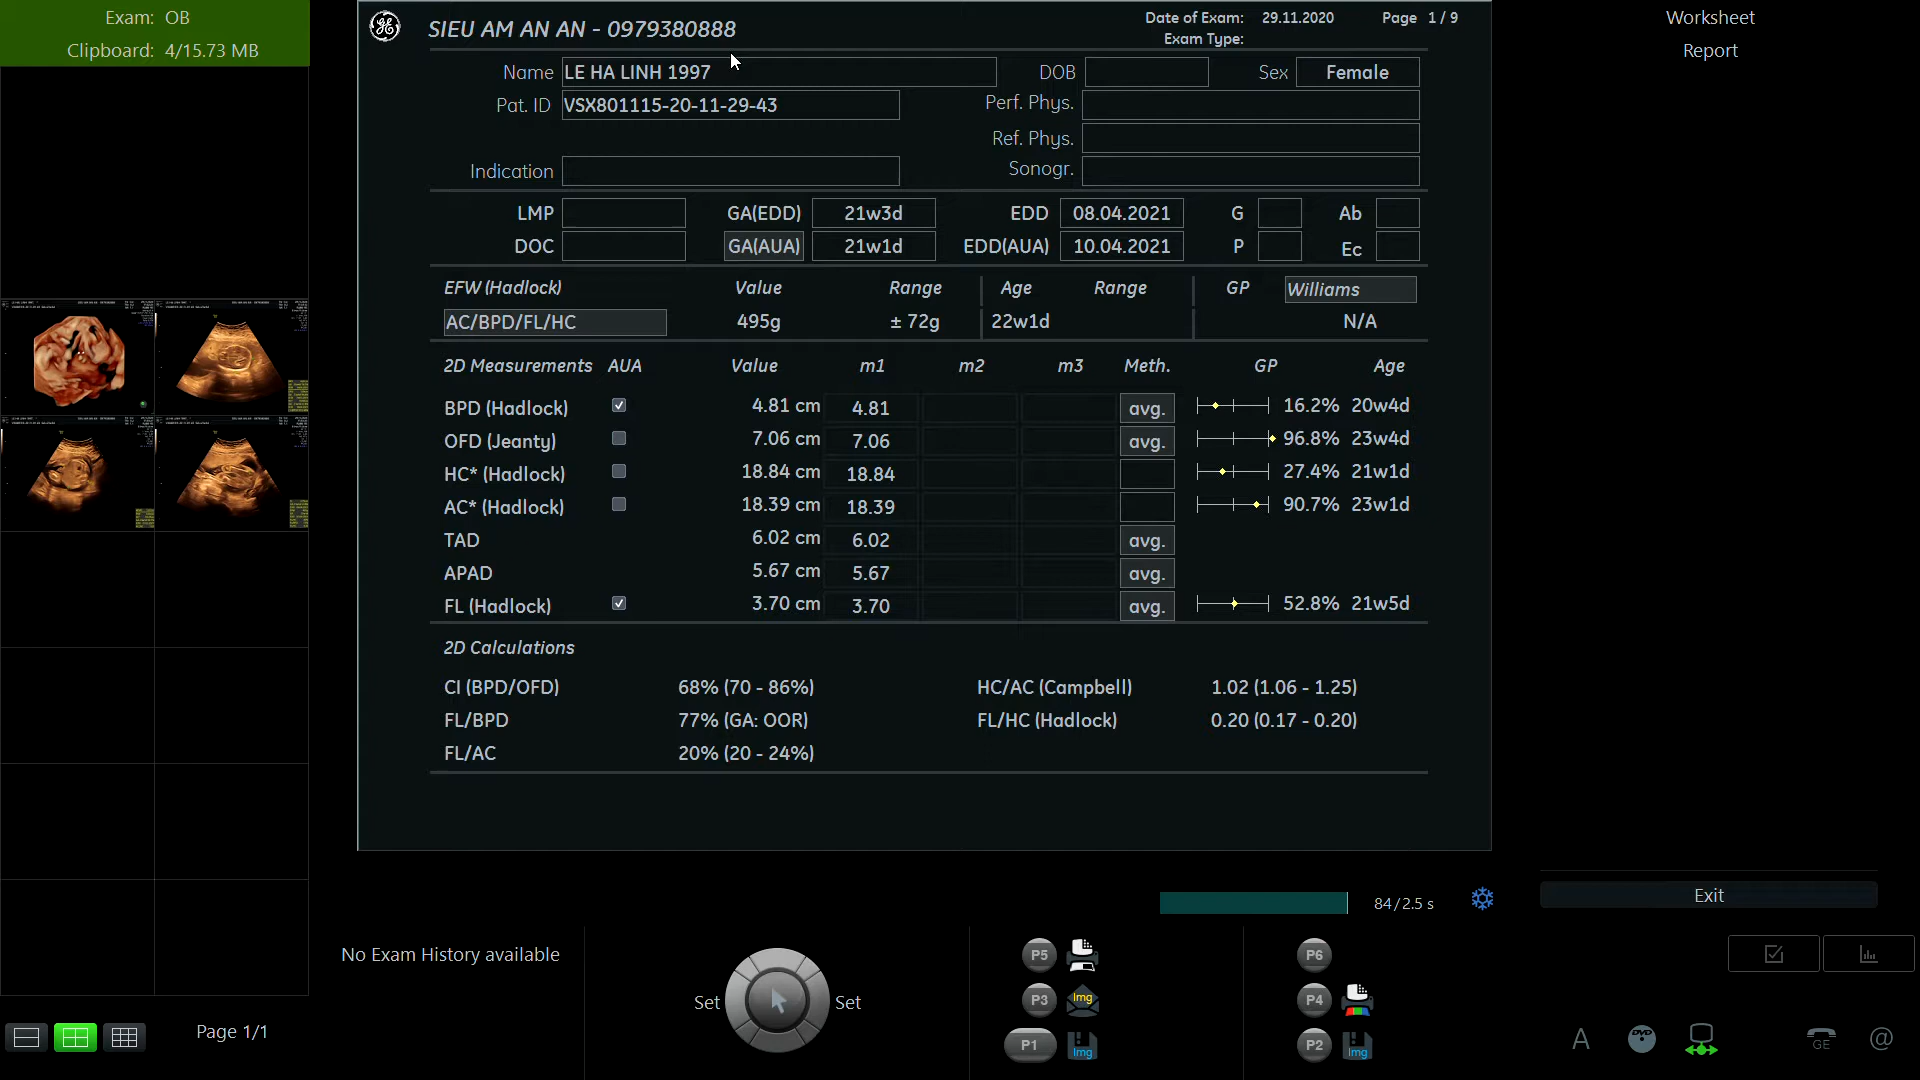 Exam: OB
Clipboard: 4/15.73 MB
SIEU AM AN AN - 0979380888
Date of Exam: 29.11.2020 Page 1 / 9
Exam Type:
Name LE HA LINH 1997 DOB Sex Female
Pat. ID VSX801115-20-11-29-43 Perf. Phys.
Ref. Phys.
Indication Sonogr.
LMP GA(EDD) 21w3d EDD 08.04.2021 G Ab
DOC GA(AUA) 21w1d EDD(AUA) 10.04.2021 P Ec
EFW (Hadlock) Value Range Age Range GP Williams
AC/BPD/FL/HC 495g ± 72g 22w1d N/A
2D Measurements AUA Value m1 m2 m3 Meth. GP Age
BPD (Hadlock) 4.81 cm 4.81 avg. 16.2% 20w4d
OFD (Jeanty) 7.06 cm 7.06 avg. 96.8% 23w4d
HC* (Hadlock) 18.84 cm 18.84 27.4% 21w1d
AC* (Hadlock) 18.39 cm 18.39 90.7% 23w1d
TAD 6.02 cm 6.02 avg.
APAD 5.67 cm 5.67 avg.
FL (Hadlock) 3.70 cm 3.70 avg. 52.8% 21w5d
2D Calculations
CI (BPD/OFD) 68% (70 - 86%) HC/AC (Campbell) 1.02 (1.06 - 1.25)
FL/BPD 77% (GA: OOR) FL/HC (Hadlock) 0.20 (0.17 - 0.20)
FL/AC 20% (20 - 24%)
Worksheet
Report
84/2.5 s
Exit
No Exam History available
Set Set
P5 P6
P3 Img P4
P1 Img P2 Img
Page 1/1
A DVD GE @